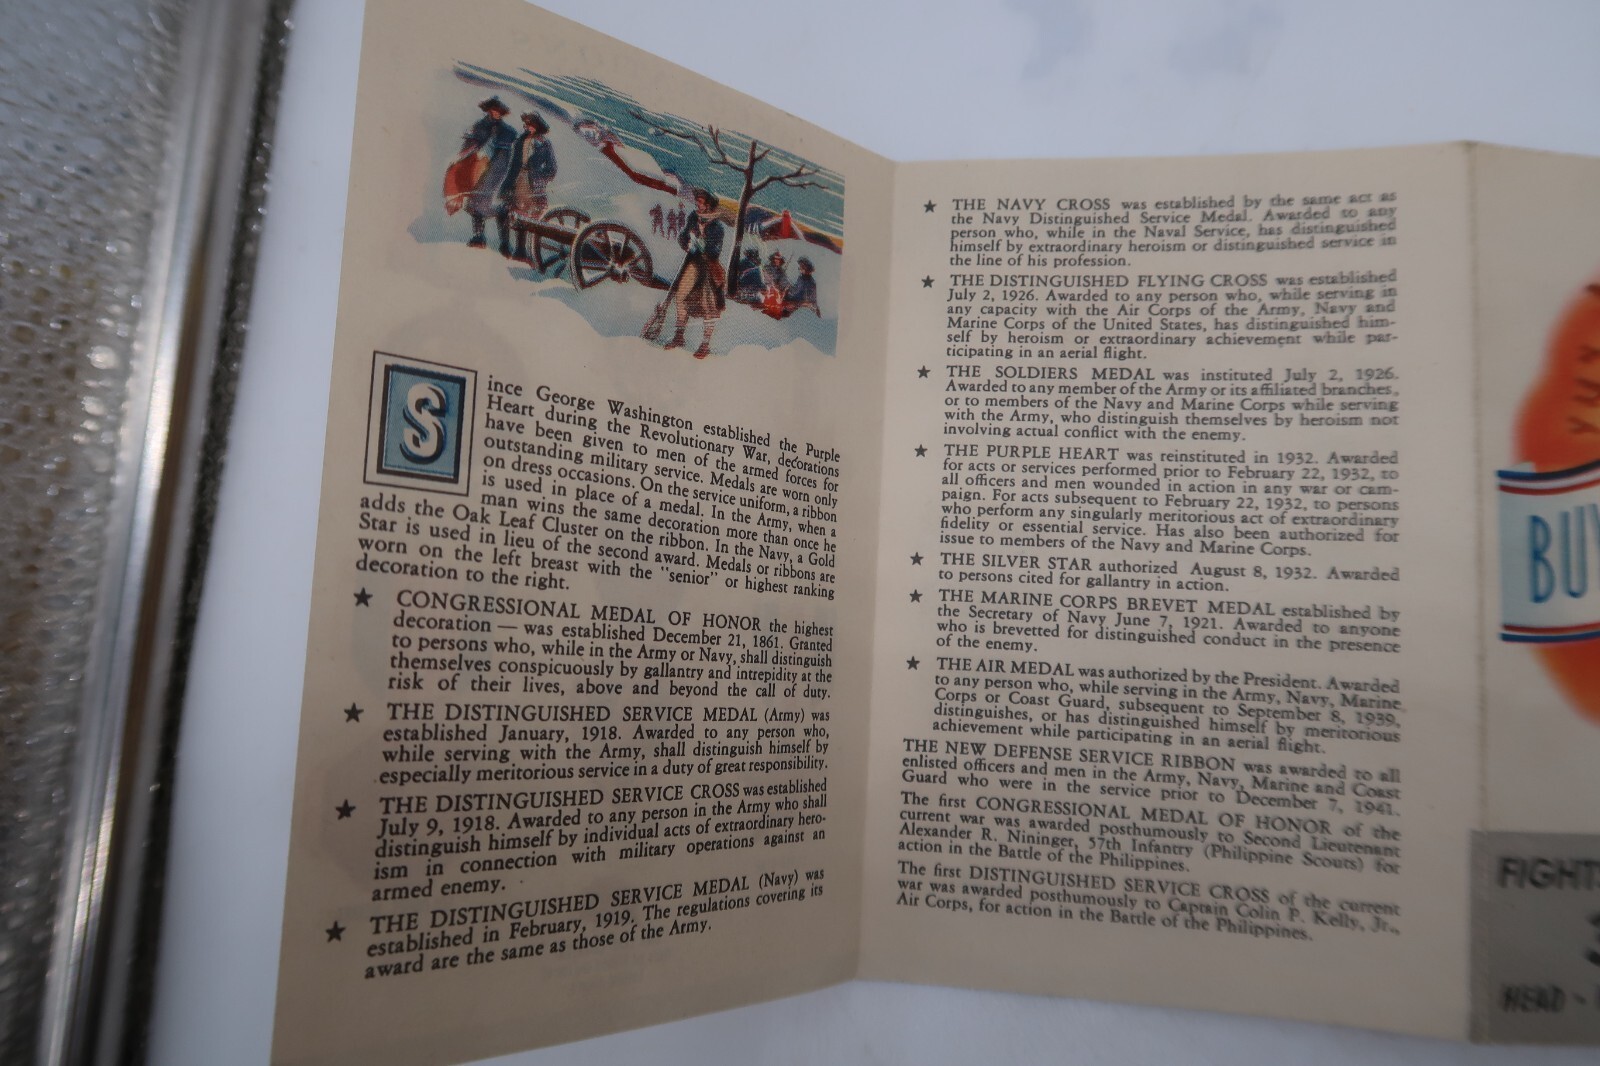 Since George Washington established the Purple
Heart during the Revolutionary War, decorations
have been given to men of the armed forces for
outstanding military service. Medals are worn only
on dress occasions. On the service uniform, a ribbon
is used in place of a medal. In the Army, when a
man wins the same decoration more than once he
adds the Oak Leaf Cluster on the ribbon. In the Navy, a Gold
Star is used in lieu of the second award. Medals or ribbons are
worn on the left breast with the "senior" or highest ranking
decoration to the right.
★ CONGRESSIONAL MEDAL OF HONOR the highest
decoration — was established December 21, 1861. Granted
to persons who, while in the Army or Navy, shall distinguish
themselves conspicuously by gallantry and intrepidity at the
risk of their lives, above and beyond the call of duty.
★ THE DISTINGUISHED SERVICE MEDAL (Army) was
established January, 1918. Awarded to any person who,
while serving with the Army, shall distinguish himself by
especially meritorious service in a duty of great responsibility.
★ THE DISTINGUISHED SERVICE CROSS was established
July 9, 1918. Awarded to any person in the Army who shall
distinguish himself by individual acts of extraordinary hero-
ism in connection with military operations against an
armed enemy.
★ THE DISTINGUISHED SERVICE MEDAL (Navy) was
established in February, 1919. The regulations covering its
award are the same as those of the Army.
★ THE NAVY CROSS was established by the same act as
the Navy Distinguished Service Medal. Awarded to any
person who, while in the Naval Service, has distinguished
himself by extraordinary heroism or distinguished service in
the line of his profession.
★ THE DISTINGUISHED FLYING CROSS was established
July 2, 1926. Awarded to any person who, while serving in
any capacity with the Air Corps of the Army, Navy and
Marine Corps of the United States, has distinguished him-
self by heroism or extraordinary achievement while par-
ticipating in an aerial flight.
★ THE SOLDIERS MEDAL was instituted July 2, 1926.
Awarded to any member of the Army or its affiliated branches,
or to members of the Navy and Marine Corps while serving
with the Army, who distinguish themselves by heroism not
involving actual conflict with the enemy.
★ THE PURPLE HEART was reinstituted in 1932. Awarded
for acts or services performed prior to February 22, 1932, to
all officers and men wounded in action in any war or cam-
paign. For acts subsequent to February 22, 1932, to persons
who perform any singularly meritorious act of extraordinary
fidelity or essential service. Has also been authorized for
issue to members of the Navy and Marine Corps.
★ THE SILVER STAR authorized August 8, 1932. Awarded
to persons cited for gallantry in action.
★ THE MARINE CORPS BREVET MEDAL established by
the Secretary of Navy June 7, 1921. Awarded to anyone
who is brevetted for distinguished conduct in the presence
of the enemy.
★ THE AIR MEDAL was authorized by the President. Awarded
to any person who, while serving in the Army, Navy, Marine
Corps or Coast Guard, subsequent to September 8, 1939,
distinguishes, or has distinguished himself by meritorious
achievement while participating in an aerial flight.
THE NEW DEFENSE SERVICE RIBBON was awarded to all
enlisted officers and men in the Army, Navy, Marine and Coast
Guard who were in the service prior to December 7, 1941.
The first CONGRESSIONAL MEDAL OF HONOR of the
current war was awarded posthumously to Second Lieutenant
Alexander R. Nininger, 57th Infantry (Philippine Scouts) for
action in the Battle of the Philippines.
The first DISTINGUISHED SERVICE CROSS of the current
war was awarded posthumously to Captain Colin P. Kelly, Jr.,
Air Corps, for action in the Battle of the Philippines.
HEAD -